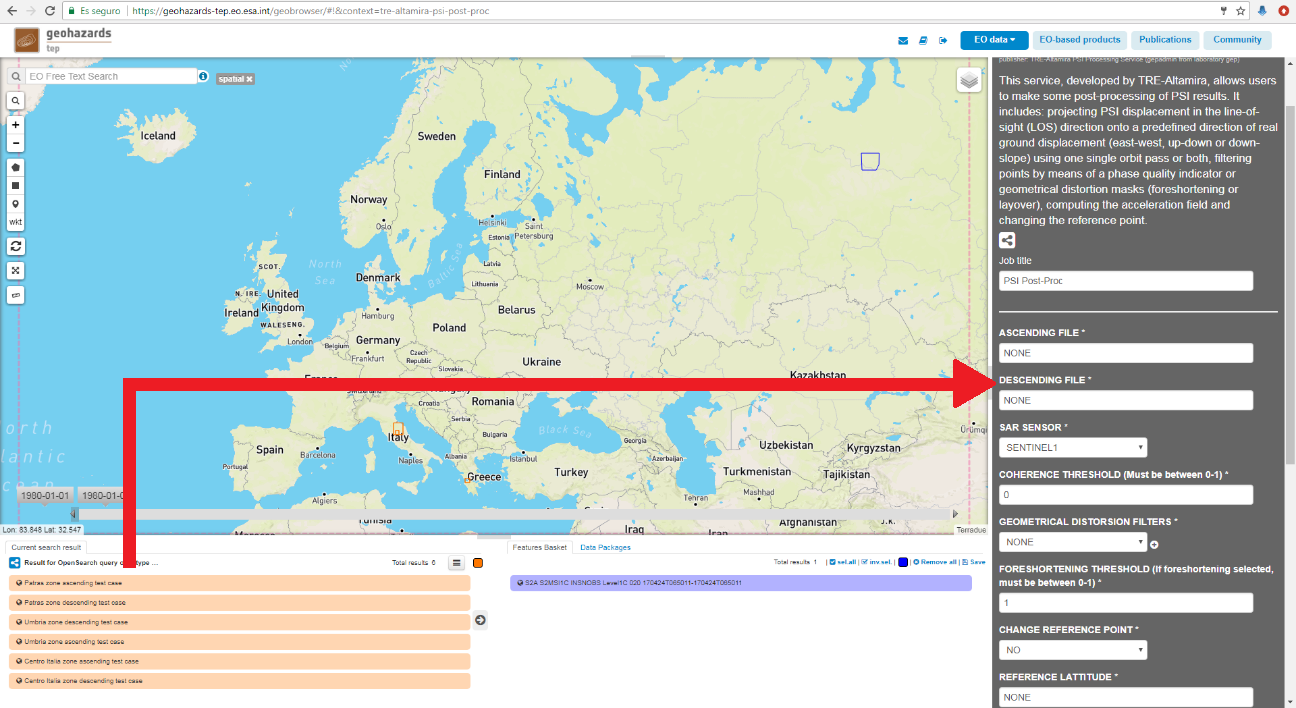 Es seguro | https://geohazards-tep.eo.esa.int/geobrowser/#!&context=tre-altamira-psi-post-proc
geohazards
tep
EO data
EO-based products
Publications
Community
EO Free Text Search
spatial
wkt
Iceland
Sweden
Finland
Norway
Oslo
Helsinki
Saint
Petersburg
Estonia
Latvia
Lithuania
Baltic Sea
North
Sea
SCOT.
N. IRE.
United
Kingdom
Ireland
WALES
ENG.
London
Denmark
Hamburg
Moscow
Belarus
Poland
Germany
Belgium
Frankfurt
Czech
Republic
Slovakia
Ukraine
France
Kazakhstan
Hungary
Romania
Croatia
Serbia
Bulgaria
Black Sea
Italy
Spain
Barcelona
Portugal
Naples
Albania
Greece
Istanbul
Turkey
Georgia
Azerbaijan
Uzbekistan
Kyrgyzstan
Turkmenistan
Tajikistan
Tehran
Mashhad
Algiers
Tunisia
Morocco
Iraq
Iran
Afghanistan
J.K.
Ürümq
orth
lantic
cean
1980-01-01
1980-01-0
Lon: 83.848 Lat: 32.547
Terradue
publisher: TRE-Altamira PSI Processing Service (gepadmin from laboratory gep)
This service, developed by TRE-Altamira, allows users
to make some post-processing of PSI results. It
includes: projecting PSI displacement in the line-of-
sight (LOS) direction onto a predefined direction of real
ground displacement (east-west, up-down or down-
slope) using one single orbit pass or both, filtering
points by means of a phase quality indicator or
geometrical distortion masks (foreshortening or
layover), computing the acceleration field and
changing the reference point.
Job title
PSI Post-Proc
ASCENDING FILE *
NONE
DESCENDING FILE *
NONE
SAR SENSOR *
SENTINEL1
COHERENCE THRESHOLD (Must be between 0-1) *
0
GEOMETRICAL DISTORSION FILTERS *
NONE
FORESHORTENING THRESHOLD (If foreshortening selected,
must be between 0-1) *
1
CHANGE REFERENCE POINT *
NO
REFERENCE LATTITUDE *
NONE
Current search result
Result for OpenSearch query type ...
Total results 6
Patras zone ascending test case
Patras zone descending test case
Umbria zone descending test case
Umbria zone ascending test case
Centro Italia zone ascending test case
Centro Italia zone descending test case
Features Basket
Data Packages
Total results 1 | sel.all | inv.sel. | Remove all | Save
S2A S2MSI1C INSNOBS Level1C 020 170424T065011-170424T065011